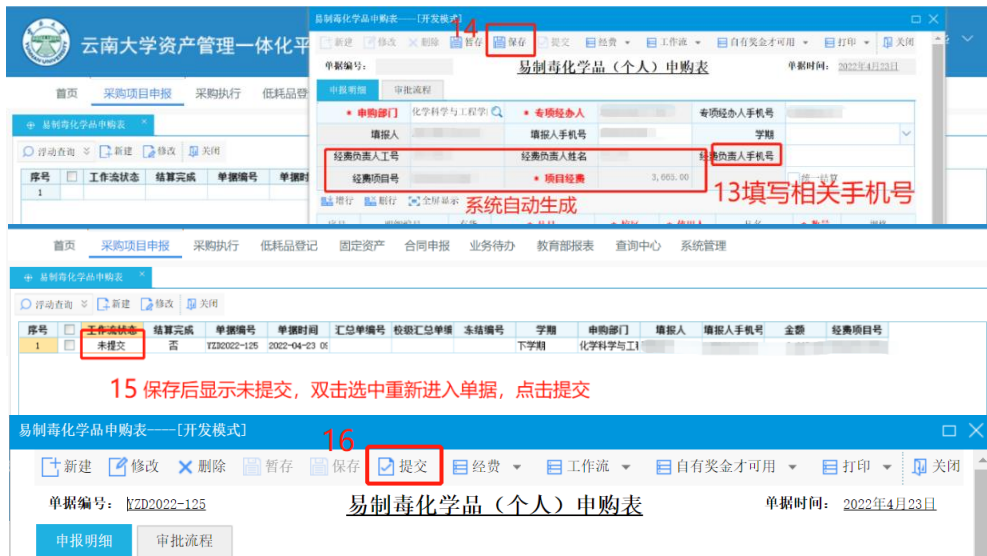 云南大学资产管理一体化平
首页 采购项目申报 采购执行 低耗品登
易制毒化学品申购表
浮动查询 新建 修改 关闭
序号 工作流状态 结算完成 单据编号 单据时
1
易制毒化学品申购表----[开发模式]
14
新建 修改 删除 暂存 保存 提交 经费 工作流 自有奖金才可用 打印 关闭
单据编号: 易制毒化学品（个人）申购表 单据时间: 2022年4月23日
申报明细 审批流程
* 申购部门 化学科学与工程学 * 专项经办人 专项经办人手机号
填报人 填报人手机号 学期
经费负责人工号 经费负责人姓名 经费负责人手机号
经费项目号 * 项目经费 3,665.00 统一结算
增行 删行 全屏显示 系统自动生成 13填写相关手机号
首页 采购项目申报 采购执行 低耗品登记 固定资产 合同申报 业务待办 教育部报表 查询中心 系统管理
易制毒化学品申购表
浮动查询 新建 修改 关闭
序号 工作流状态 结算完成 单据编号 单据时间 汇总单编号 校级汇总单编 冻结编号 学期 申购部门 填报人 填报人手机号 金额 经费项目号
1 未提交 否 YZD2022-125 2022-04-23 09 下学期 化学科学与工程
15 保存后显示未提交，双击选中重新进入单据，点击提交
易制毒化学品申购表----[开发模式]
16
新建 修改 删除 暂存 保存 提交 经费 工作流 自有奖金才可用 打印 关闭
单据编号: YZD2022-125 易制毒化学品（个人）申购表 单据时间: 2022年4月23日
申报明细 审批流程